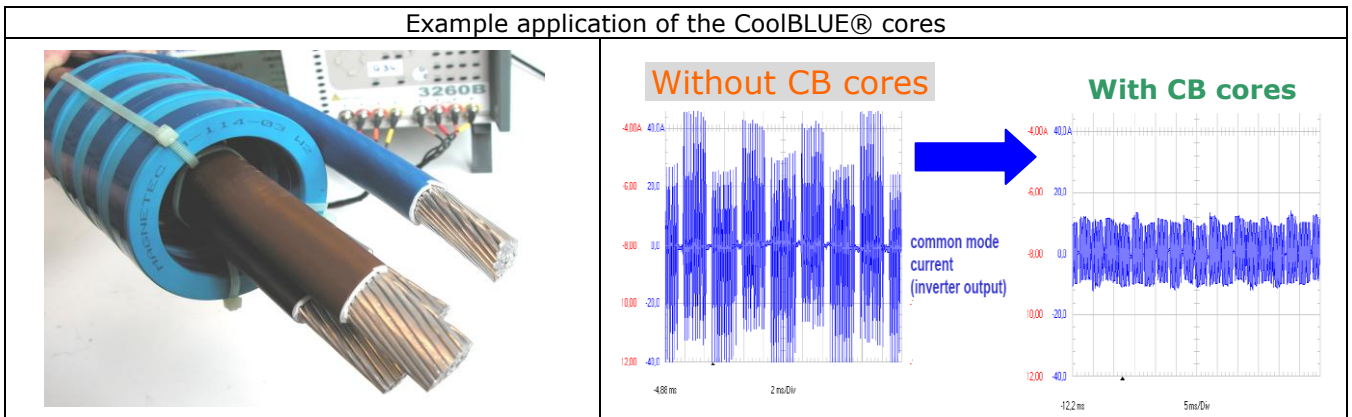 Example application of the CoolBLUE® cores
3260B
MAGNETEC
-114-03 WZ
Without CB cores
With CB cores
-4,00A 40,0A
-6,00 20,0
-8,00 0,0
10,00 -20,0
12,00 -40,0
-4,88 ms 2 ms/Div
common mode
current
(inverter output)
-4,00A 40,0A
-6,00 20,0
-8,00 0,0
10,00 -20,0
12,00 -40,0
-12,2 ms 5ms/Div